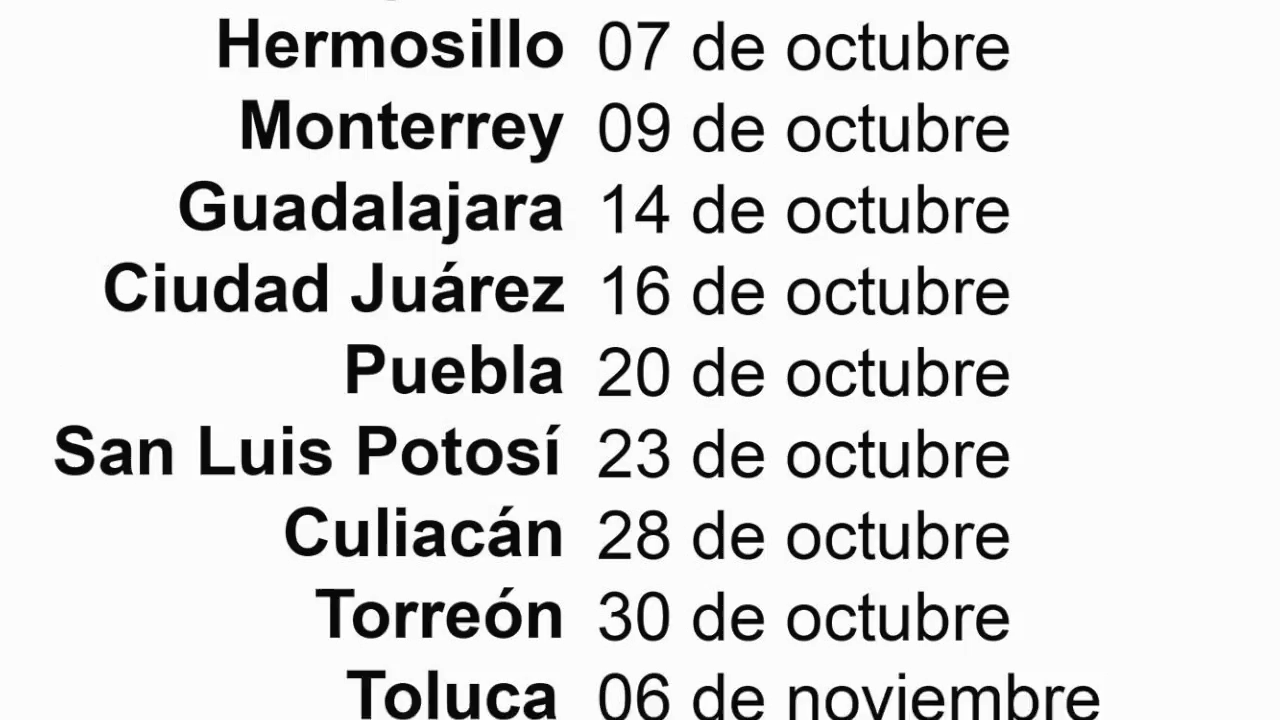 Hermosillo 07 de octubre
Monterrey 09 de octubre
Guadalajara 14 de octubre
Ciudad Juárez 16 de octubre
Puebla 20 de octubre
San Luis Potosí 23 de octubre
Culiacán 28 de octubre
Torreón 30 de octubre
Toluca 06 de noviembre